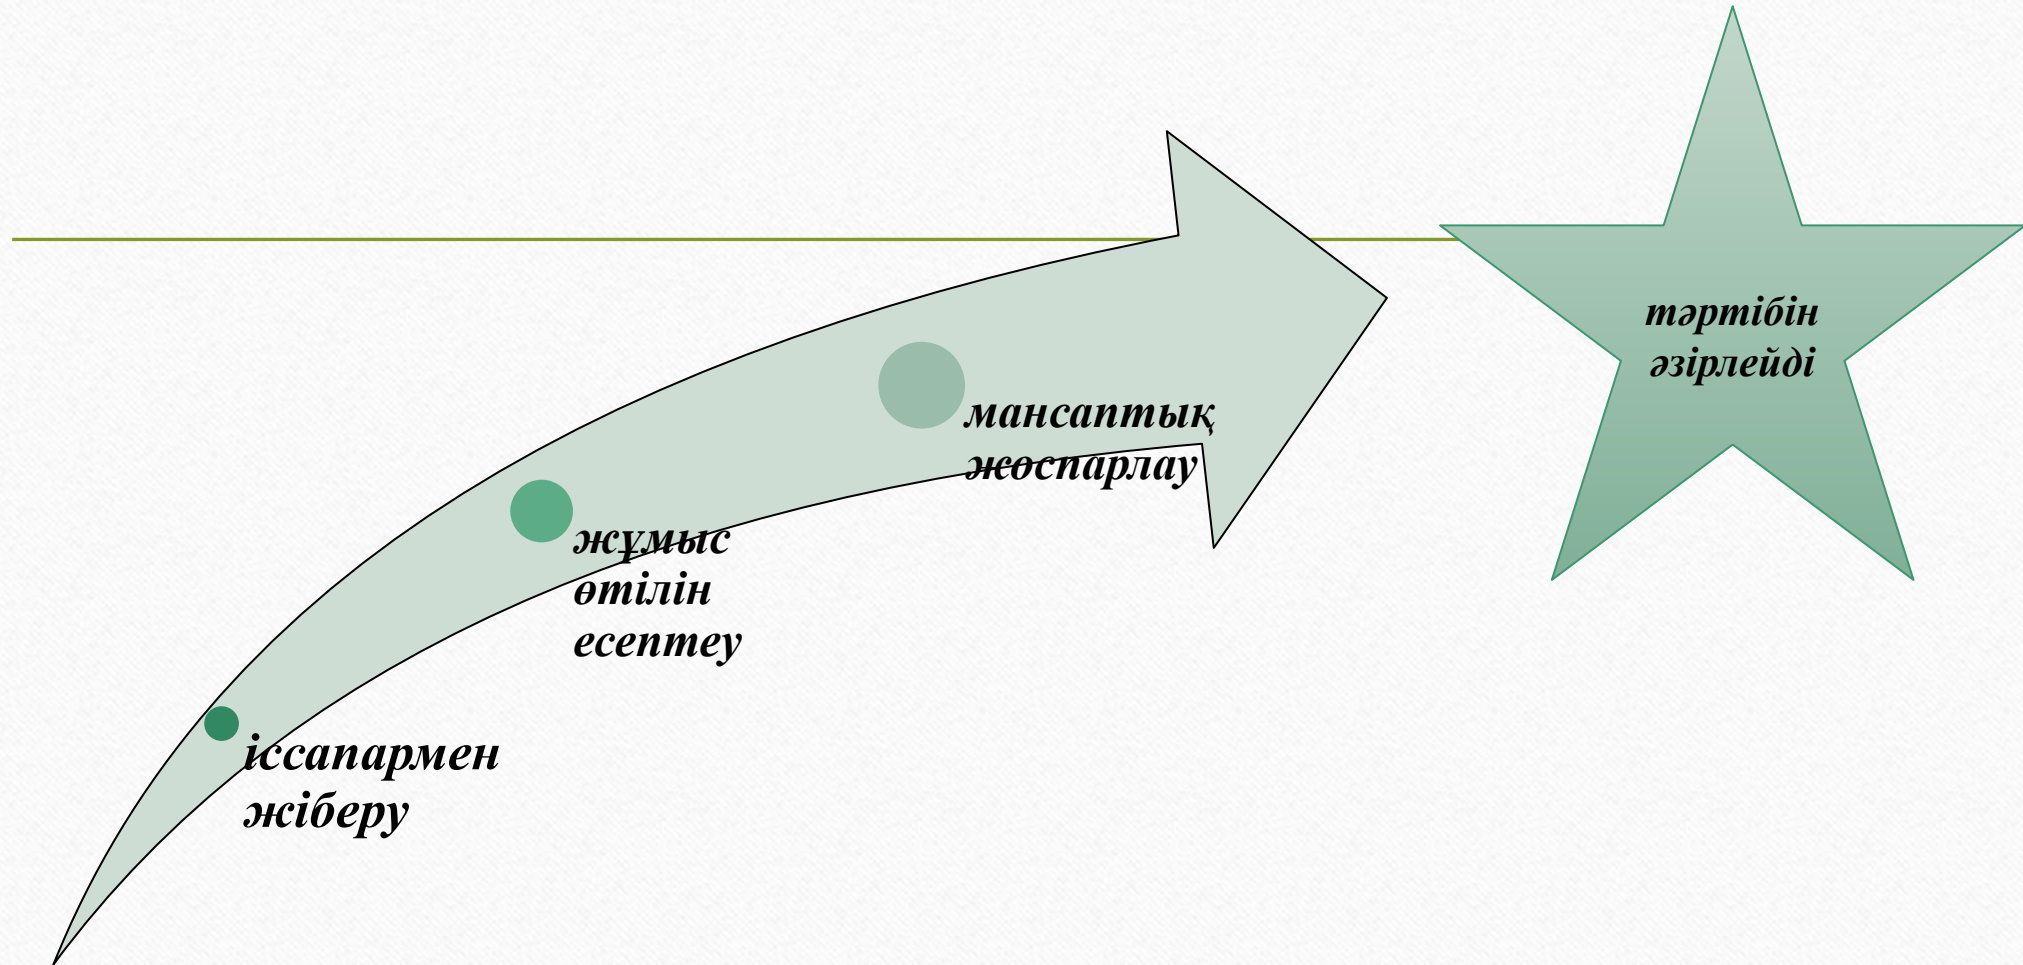 іссапармен
жіберу
жұмыс
өтілін
есептеу
мансаптық
жоспарлау
тәртібін
әзірлейді